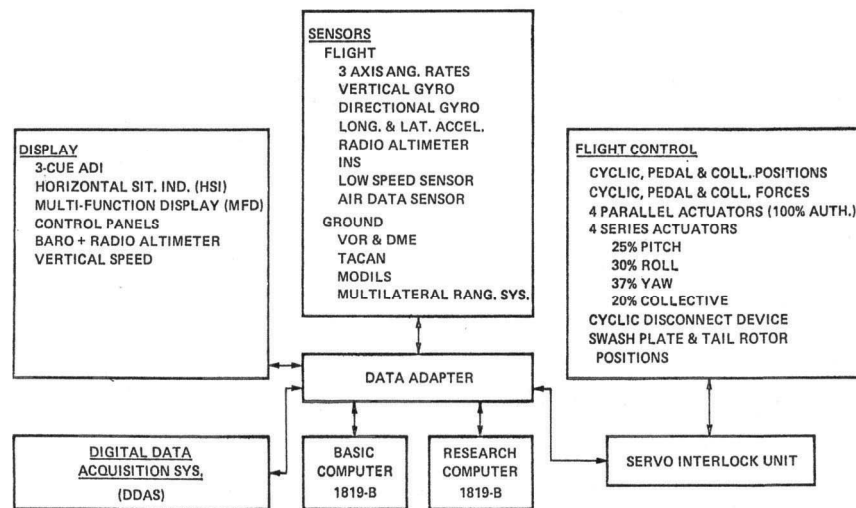 SENSORS
FLIGHT
3 AXIS ANG. RATES
VERTICAL GYRO
DIRECTIONAL GYRO
LONG. & LAT. ACCEL.
RADIO ALTIMETER
INS
LOW SPEED SENSOR
AIR DATA SENSOR
GROUND
VOR & DME
TACAN
MODILS
MULTILATERAL RANG. SYS.
DISPLAY
3-CUE ADI
HORIZONTAL SIT. IND. (HSI)
MULTI-FUNCTION DISPLAY (MFD)
CONTROL PANELS
BARO + RADIO ALTIMETER
VERTICAL SPEED
FLIGHT CONTROL
CYCLIC, PEDAL & COLL. POSITIONS
CYCLIC, PEDAL & COLL. FORCES
4 PARALLEL ACTUATORS (100% AUTH.)
4 SERIES ACTUATORS
25% PITCH
30% ROLL
37% YAW
20% COLLECTIVE
CYCLIC DISCONNECT DEVICE
SWASH PLATE & TAIL ROTOR
POSITIONS
DATA ADAPTER
DIGITAL DATA
ACQUISITION SYS.
(DDAS)
BASIC
COMPUTER
1819-B
RESEARCH
COMPUTER
1819-B
SERVO INTERLOCK UNIT